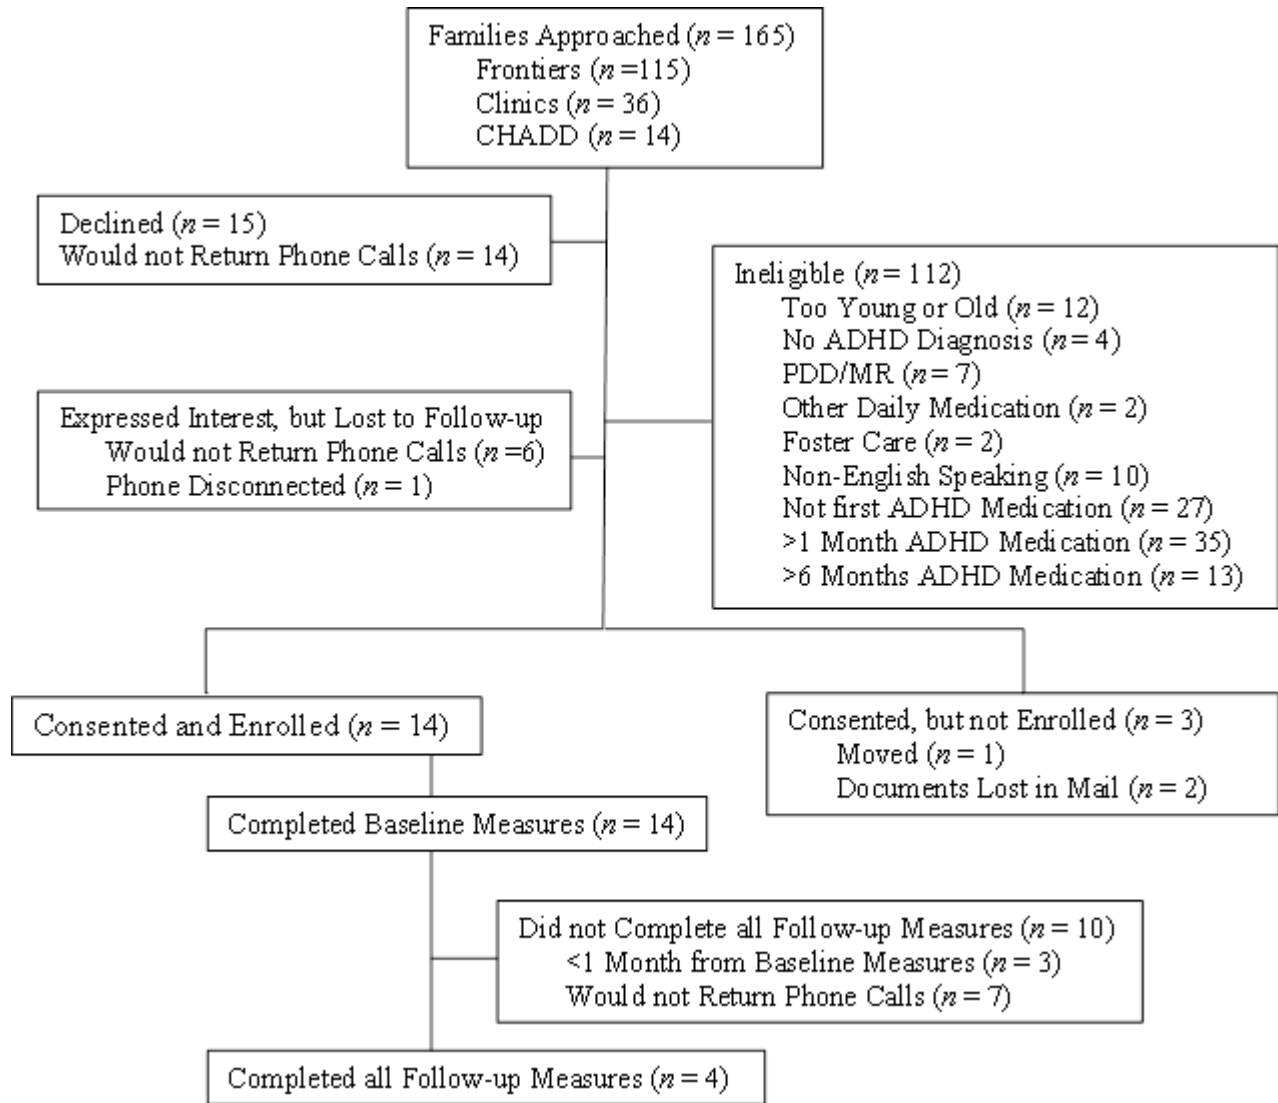 Families Approached (n = 165)
Frontiers (n =115)
Clinics (n = 36)
CHADD (n = 14)
Declined (n = 15)
Would not Return Phone Calls (n = 14)
Ineligible (n = 112)
Too Young or Old (n = 12)
No ADHD Diagnosis (n = 4)
PDD/MR (n = 7)
Other Daily Medication (n = 2)
Foster Care (n = 2)
Non-English Speaking (n = 10)
Not first ADHD Medication (n = 27)
>1 Month ADHD Medication (n = 35)
>6 Months ADHD Medication (n = 13)
Expressed Interest, but Lost to Follow-up
Would not Return Phone Calls (n =6)
Phone Disconnected (n = 1)
Consented and Enrolled (n = 14)
Consented, but not Enrolled (n = 3)
Moved (n = 1)
Documents Lost in Mail (n = 2)
Completed Baseline Measures (n = 14)
Did not Complete all Follow-up Measures (n = 10)
<1 Month from Baseline Measures (n = 3)
Would not Return Phone Calls (n = 7)
Completed all Follow-up Measures (n = 4)